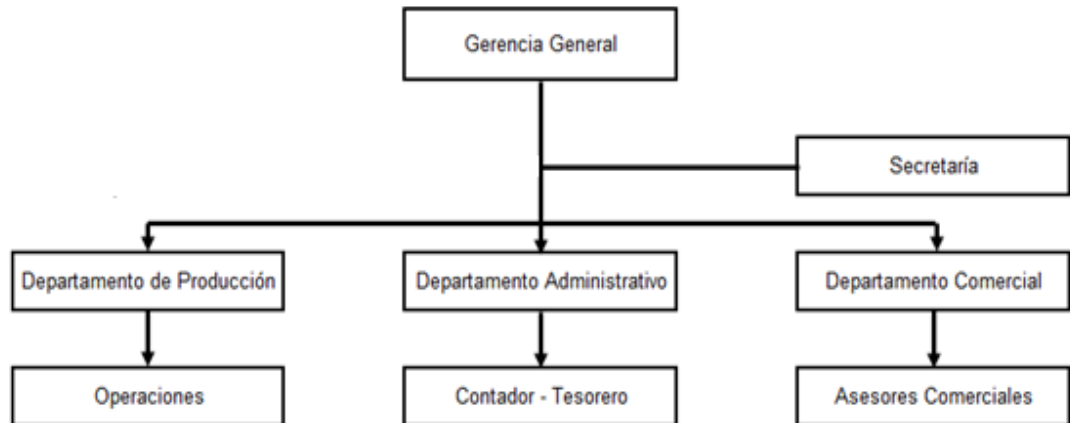 Gerencia General
Secretaría
Departamento de Producción
Departamento Administrativo
Departamento Comercial
Operaciones
Contador - Tesorero
Asesores Comerciales